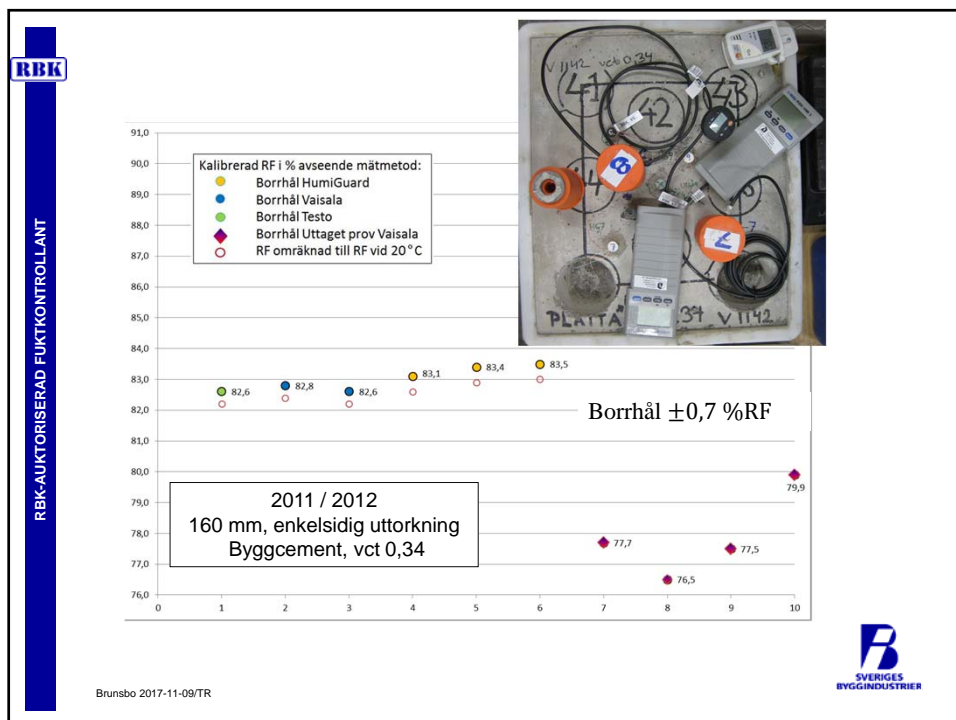 RBK
RBK-AUKTORISERAD FUKTKONTROLLANT
V 1142 vct 0,34
41
42
43
8
7
PLATTA
V 1142
91,0
90,0
89,0
88,0
87,0
86,0
85,0
84,0
83,0
82,0
81,0
80,0
79,0
78,0
77,0
76,0
Kalibrerad RF i % avseende mätmetod:
Borrhål HumiGuard
Borrhål Vaisala
Borrhål Testo
Borrhål Uttaget prov Vaisala
RF omräknad till RF vid 20°C
82,6
82,8
82,6
83,1
83,4
83,5
Borrhål ±0,7 %RF
2011 / 2012
160 mm, enkelsidig uttorkning
Byggcement, vct 0,34
77,7
76,5
77,5
79,9
0 1 2 3 4 5 6 7 8 9 10
Brunsbo 2017-11-09/TR
SVERIGES
BYGGINDUSTRIER